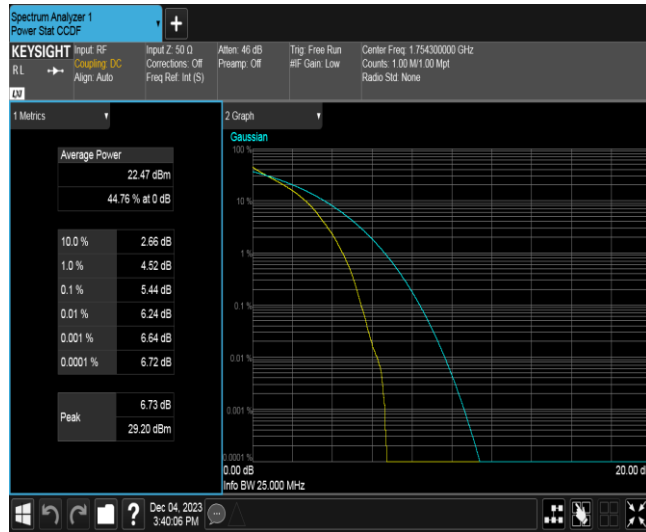 Spectrum Analyzer 1
Power Stat CCDF
KEYSIGHT
RL
LXI
Input: RF
Coupling: DC
Align: Auto
Input Z: 50 Ω
Corrections: Off
Freq Ref: Int (S)
Atten: 46 dB
Preamp: Off
Trig: Free Run
#IF Gain: Low
Center Freq: 1.754300000 GHz
Counts: 1.00 M/1.00 Mpt
Radio Std: None
1 Metrics
Average Power
22.47 dBm
44.76 % at 0 dB
10.0 % 2.66 dB
1.0 % 4.52 dB
0.1 % 5.44 dB
0.01 % 6.24 dB
0.001 % 6.64 dB
0.0001 % 6.72 dB
Peak
6.73 dB
29.20 dBm
2 Graph
Gaussian
100 %
10 %
1 %
0.1 %
0.01 %
0.001 %
0.0001 %
0.00 dB
20.00 d
Info BW 25.000 MHz
Dec 04, 2023
3:40:06 PM